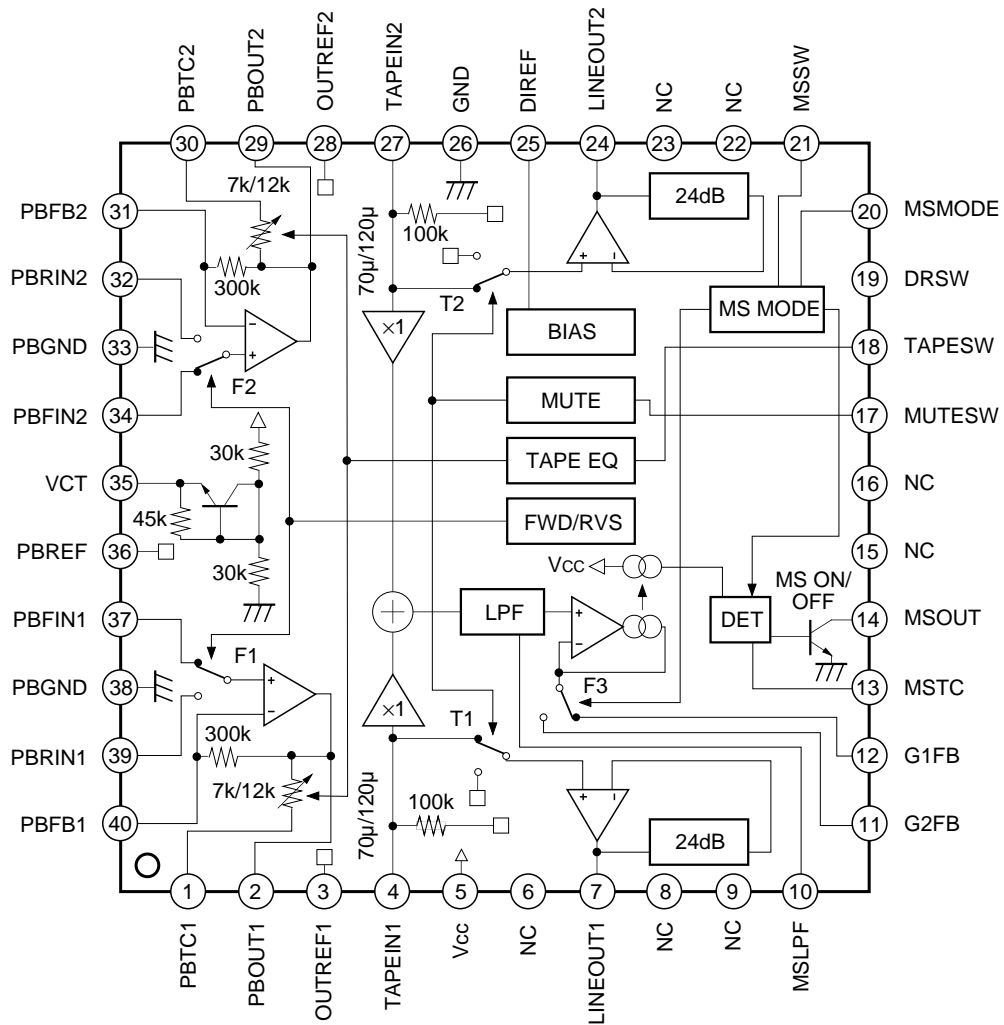 PBTC2
PBOUT2
OUTREF2
TAPEIN2
GND
DIREF
LINEOUT2
NC
NC
MSSW
30
29
28
27
26
25
24
23
22
21
PBFB2
31
7k/12k
300k
70μ/120μ
100k
24dB
20
MSMODE
PBRIN2
32
T2
+
−
19
DRSW
PBGND
33
−
+
F2
×1
BIAS
MS MODE
18
TAPESW
PBFIN2
34
MUTE
17
MUTESW
VCT
35
30k
TAPE EQ
16
NC
45k
FWD/RVS
PBREF
36
30k
Vcc
15
NC
MS ON/
OFF
PBFIN1
37
+
LPF
+
−
DET
14
MSOUT
PBGND
38
F1
+
−
×1
F3
13
MSTC
PBRIN1
39
300k
T1
12
G1FB
7k/12k
PBFB1
40
70μ/120μ
100k
+
−
24dB
11
G2FB
1
2
3
4
5
6
7
8
9
10
PBTC1
PBOUT1
OUTREF1
TAPEIN1
Vcc
NC
LINEOUT1
NC
NC
MSLPF